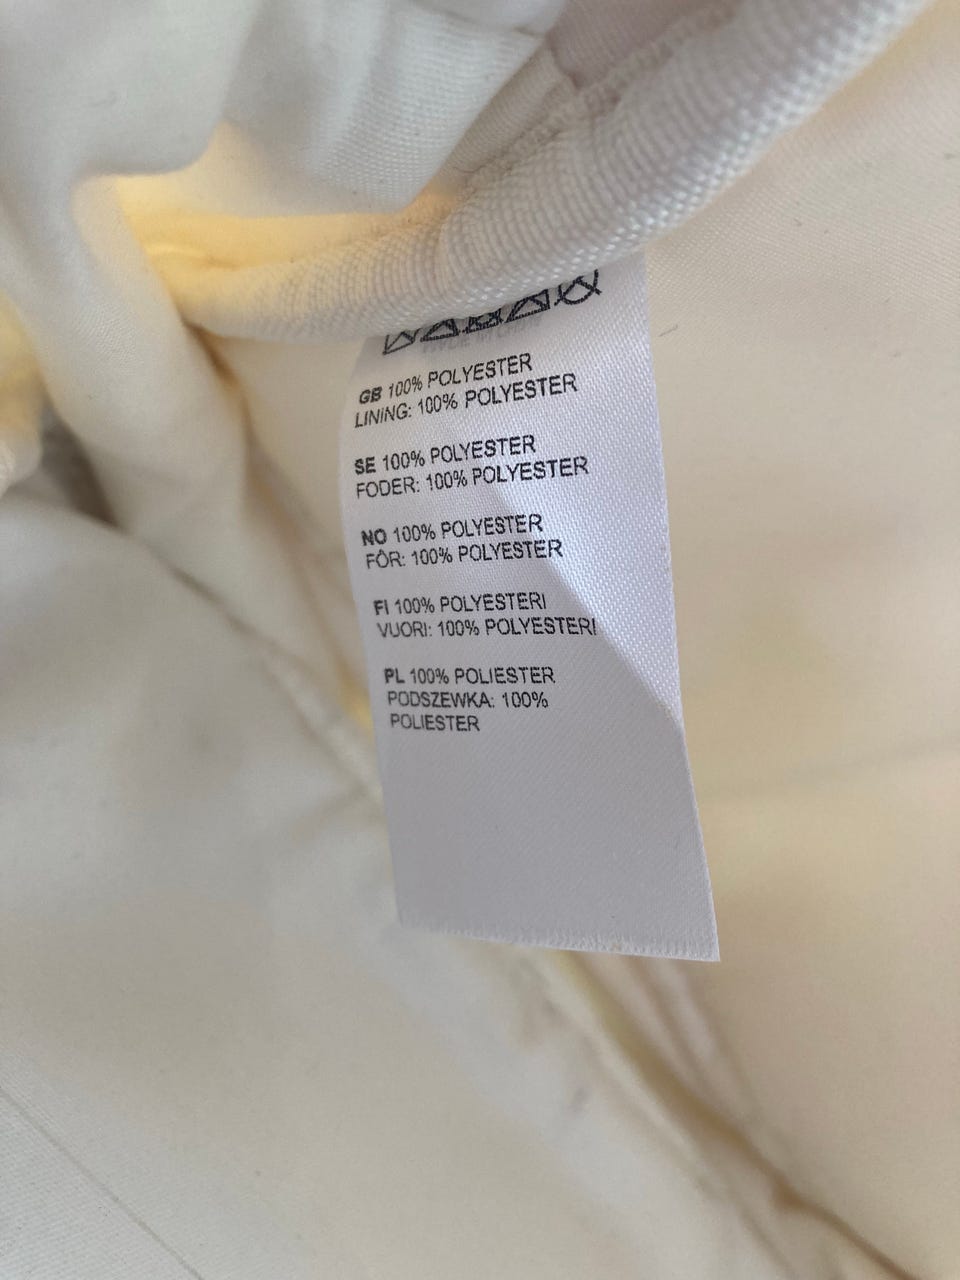 GB 100% POLYESTER
LINING: 100% POLYESTER
SE 100% POLYESTER
FODER: 100% POLYESTER
NO 100% POLYESTER
FÔR: 100% POLYESTER
FI 100% POLYESTERI
VUORI: 100% POLYESTERI
PL 100% POLIESTER
PODSZEWKA: 100%
POLIESTER